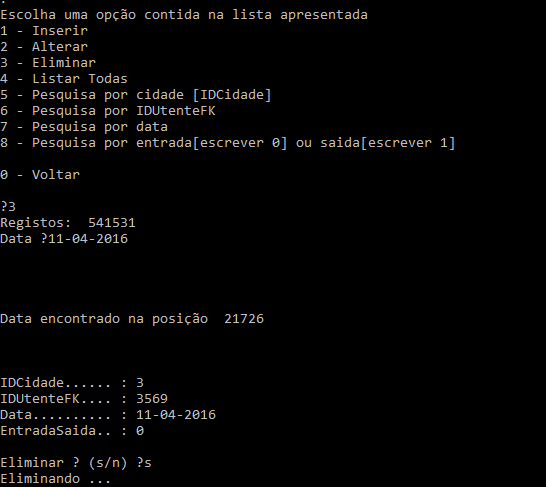 Escolha uma opção contida na lista apresentada
1 - Inserir
2 - Alterar
3 - Eliminar
4 - Listar Todas
5 - Pesquisa por cidade [IDCidade]
6 - Pesquisa por IDUtenteFK
7 - Pesquisa por data
8 - Pesquisa por entrada[escrever 0] ou saida[escrever 1]
0 - Voltar
?3
Registos:  541531
Data ?11-04-2016
Data encontrado na posição  21726
IDCidade...... : 3
IDUtenteFK.... : 3569
Data.......... : 11-04-2016
EntradaSaida.. : 0
Eliminar ? (s/n) ?s
Eliminando ...